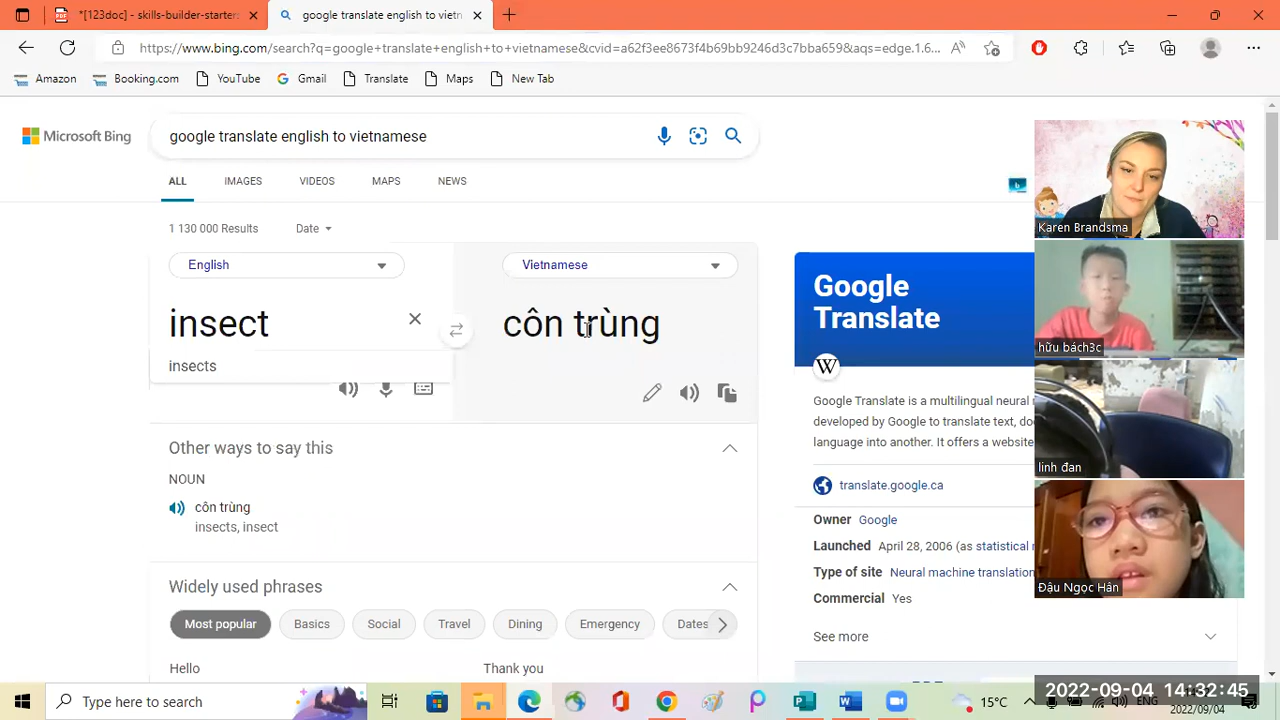 *[123doc] - skills-builder-starters
google translate english to vietn
https://www.bing.com/search?q=google+translate+english+to+vietnamese&cvid=a62f3ee8673f4b69bb9246d3c7bba659&aqs=edge.1.6...
Amazon
Booking.com
YouTube
Gmail
Translate
Maps
New Tab
Microsoft Bing
google translate english to vietnamese
ALL
IMAGES
VIDEOS
MAPS
NEWS
1 130 000 Results
Date
English
Vietnamese
insect
côn trùng
insects
Other ways to say this
NOUN
côn trùng
insects, insect
Widely used phrases
Most popular
Basics
Social
Travel
Dining
Emergency
Dates
Hello
Thank you
Google
Translate
W
Google Translate is a multilingual neural
developed by Google to translate text, do
language into another. It offers a website
translate.google.ca
Owner Google
Launched April 28, 2006 (as statistical
Type of site Neural machine translation
Commercial Yes
See more
Karen Brandsma
hữu bách3c
linh đan
Đậu Ngọc Hân
Type here to search
15°C
ENG
2022-09-04 14:32:45
2022/09/04